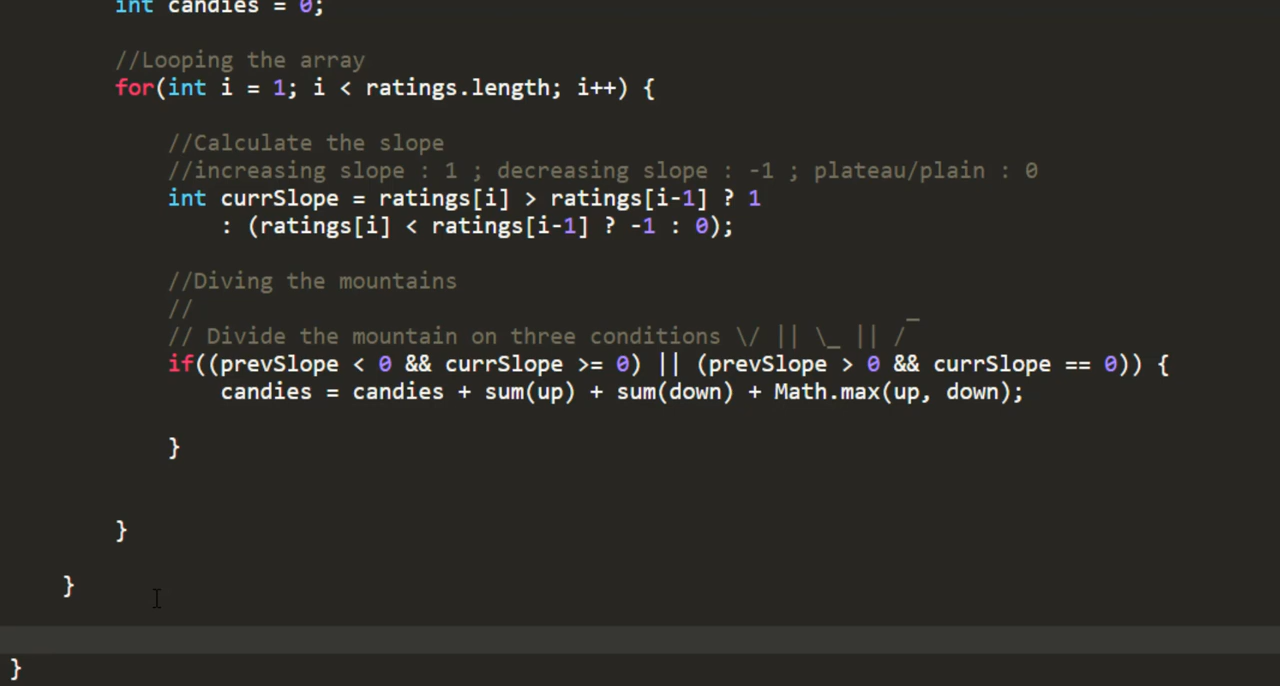 int candies = 0;
//Looping the array
for(int i = 1; i < ratings.length; i++) {
//Calculate the slope
//increasing slope : 1 ; decreasing slope : -1 ; plateau/plain : 0
int currSlope = ratings[i] > ratings[i-1] ? 1
: (ratings[i] < ratings[i-1] ? -1 : 0);
//Diving the mountains
// _
// Divide the mountain on three conditions \/ || \_ || /
if((prevSlope < 0 && currSlope >= 0) || (prevSlope > 0 && currSlope == 0)) {
candies = candies + sum(up) + sum(down) + Math.max(up, down);
}
}
}
}